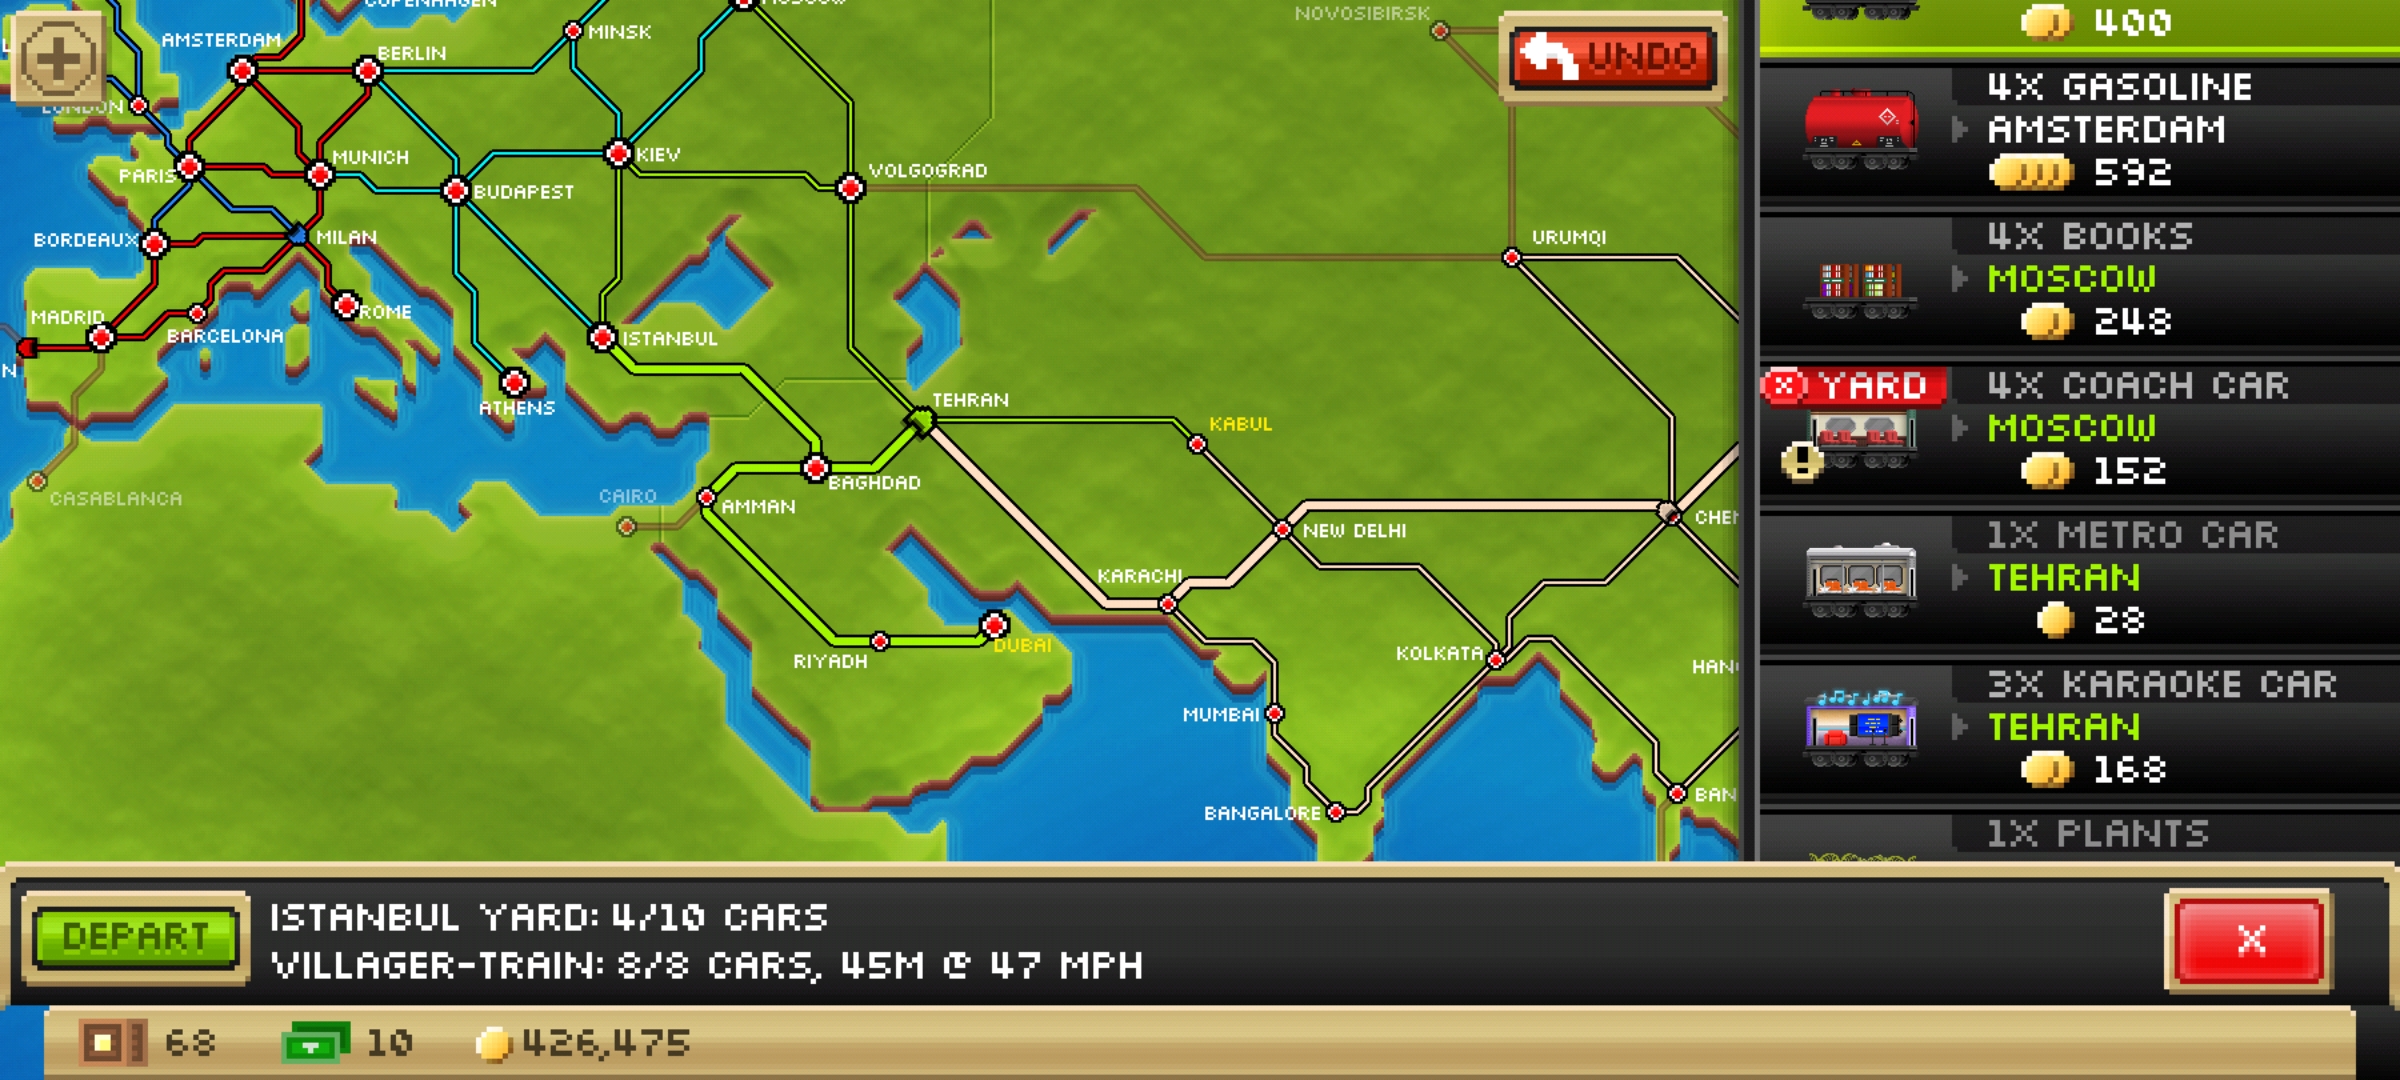 COPENHAGEN
MOSCOW
NOVOSIBIRSK
AMSTERDAM
BERLIN
MINSK
UNDO
LONDON
PARIS
MUNICH
BUDAPEST
KIEV
VOLGOGRAD
BORDEAUX
MILAN
URUMQI
MADRID
BARCELONA
ROME
ISTANBUL
N
ATHENS
TEHRAN
KABUL
CASABLANCA
CAIRO
AMMAN
BAGHDAD
NEW DELHI
CHEN
KARACHI
RIYADH
DUBAI
KOLKATA
HAN
MUMBAI
BANGALORE
BAN
400
4X GASOLINE
AMSTERDAM
592
4X BOOKS
MOSCOW
248
YARD
4X COACH CAR
MOSCOW
152
1X METRO CAR
TEHRAN
28
3X KARAOKE CAR
TEHRAN
168
1X PLANTS
DEPART
ISTANBUL YARD: 4/10 CARS
VILLAGER-TRAIN: 8/8 CARS, 45M @ 47 MPH
X
68
10
426,475